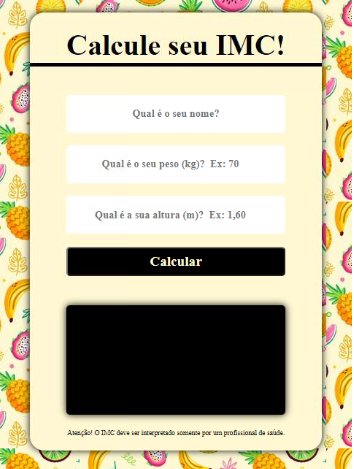 Calcule seu IMC!
Qual é o seu nome?
Qual é o seu peso (kg)? Ex: 70
Qual é a sua altura (m)? Ex: 1,60
Calcular
Atenção! O IMC deve ser interpretado somente por um profissional de saúde.